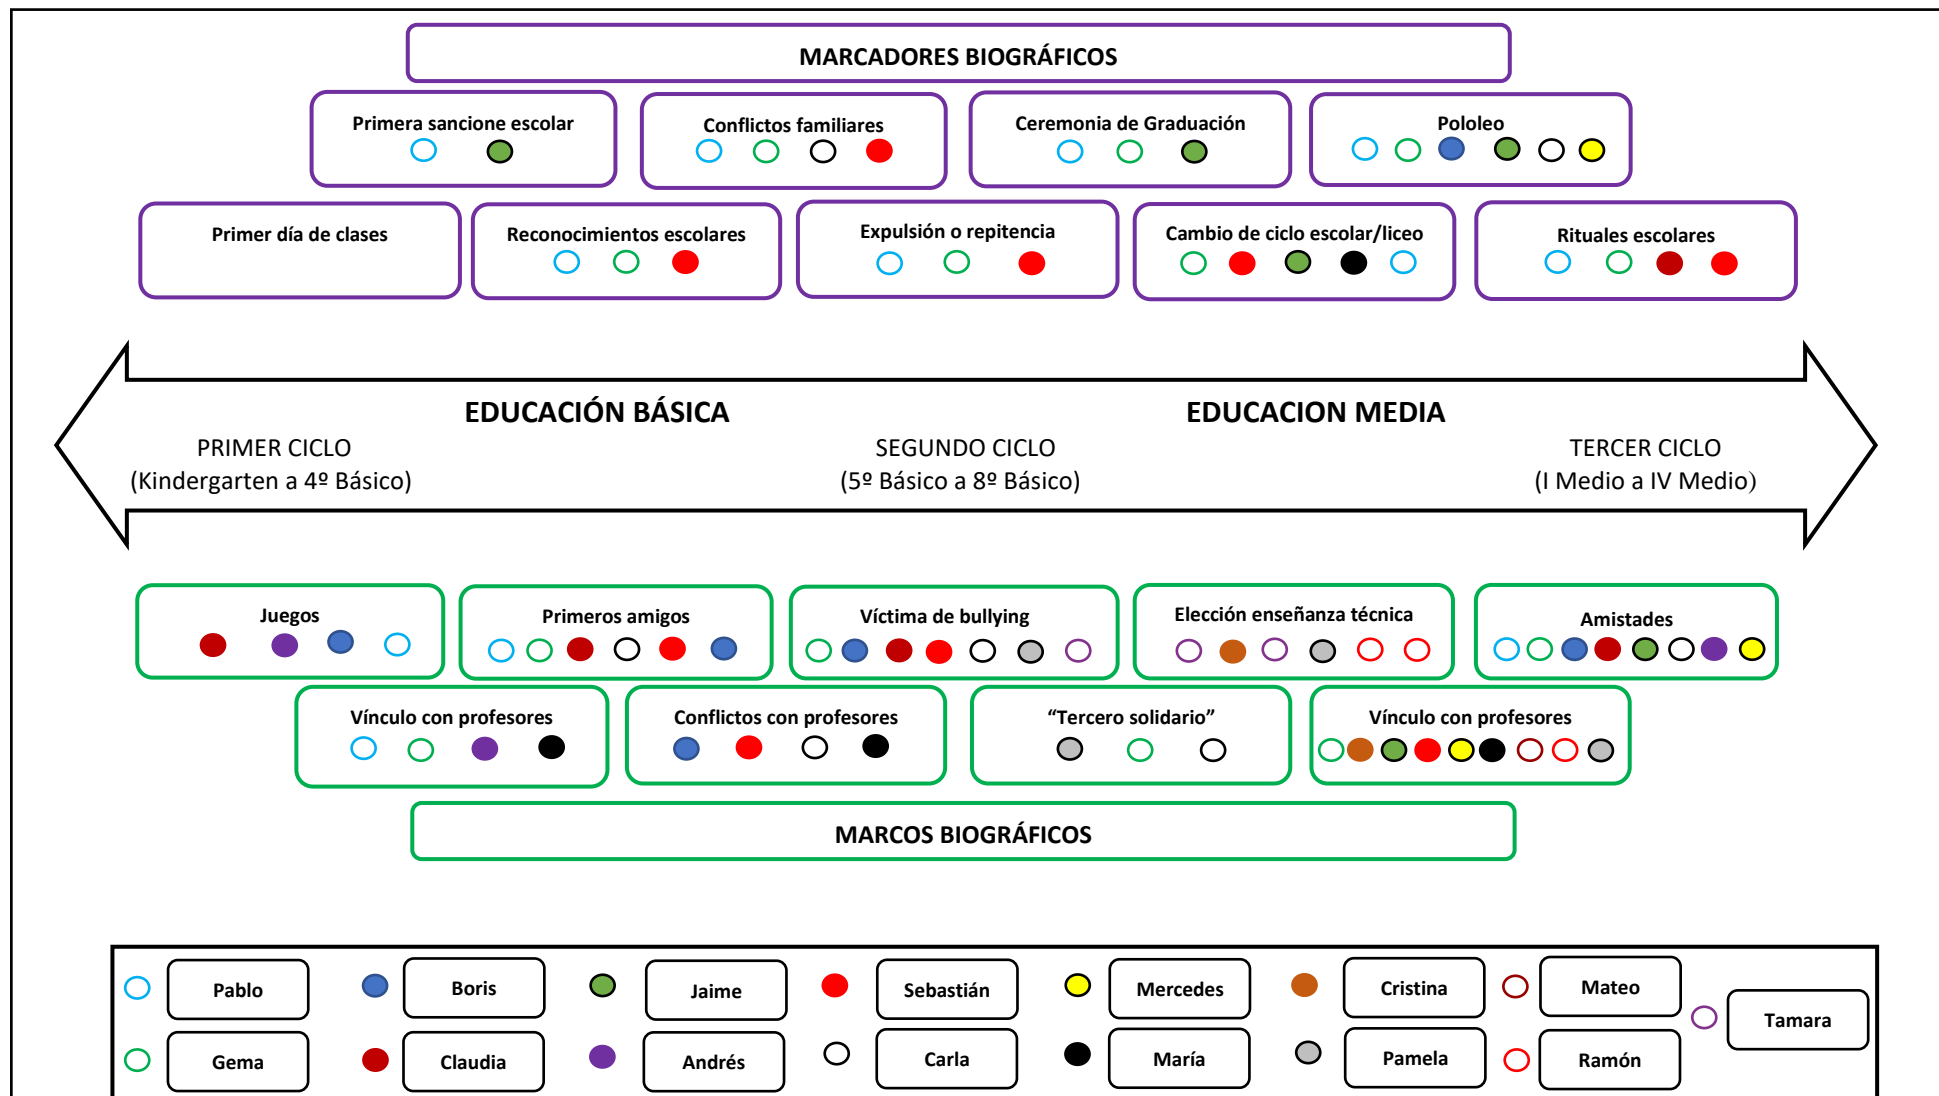 MARCADORES BIOGRÁFICOS
Primera sancione escolar
Conflictos familiares
Ceremonia de Graduación
Pololeo
Primer día de clases
Reconocimientos escolares
Expulsión o repitencia
Cambio de ciclo escolar/liceo
Rituales escolares
EDUCACIÓN BÁSICA
EDUCACION MEDIA
PRIMER CICLO
(Kindergarten a 4º Básico)
SEGUNDO CICLO
(5º Básico a 8º Básico)
TERCER CICLO
(I Medio a IV Medio)
Juegos
Primeros amigos
Víctima de bullying
Elección enseñanza técnica
Amistades
Vínculo con profesores
Conflictos con profesores
“Tercero solidario”
Vínculo con profesores
MARCOS BIOGRÁFICOS
Pablo
Boris
Jaime
Sebastián
Mercedes
Cristina
Mateo
Tamara
Gema
Claudia
Andrés
Carla
María
Pamela
Ramón